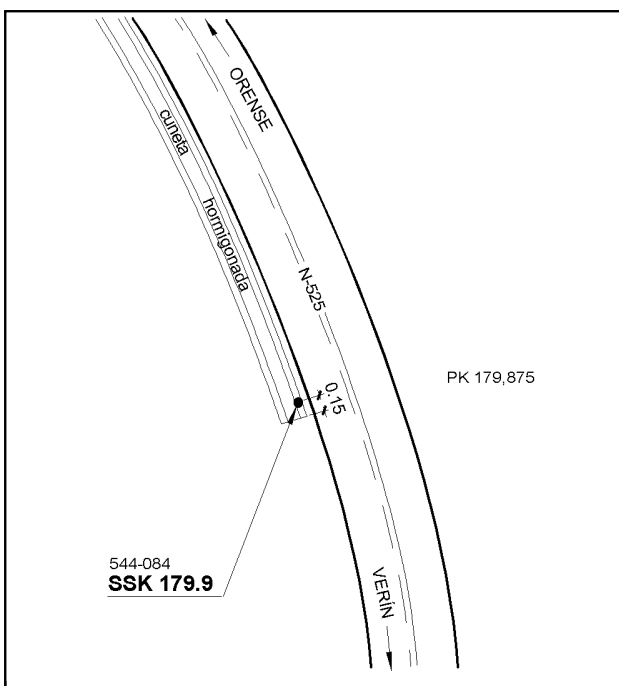 ORENSE
cuneta
hormigonada
N-525
PK 179,875
0.15
544-084
SSK 179.9
VERÍN